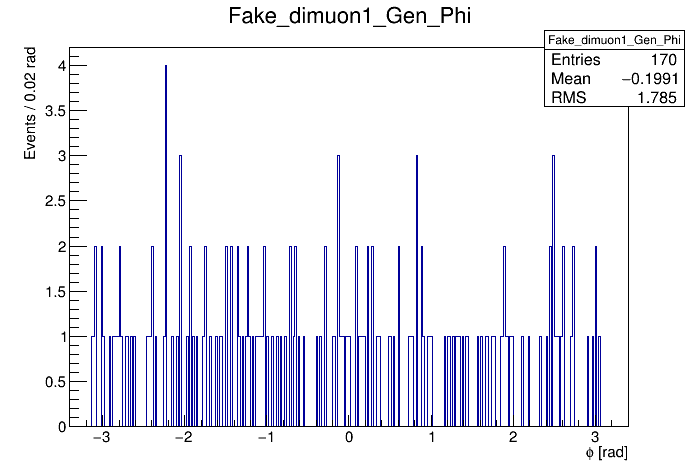 Fake_dimuon1_Gen_Phi
Fake_dimuon1_Gen_Phi
Entries 170
Mean −0.1991
RMS 1.785
Events / 0.02 rad
4
3.5
3
2.5
2
1.5
1
0.5
0
−3 −2 −1 0 1 2 3
ϕ [rad]